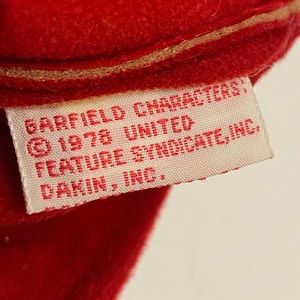 GARFIELD CHARACTERS:
© 1978 UNITED
FEATURE SYNDICATE, INC.
DAKIN, INC.